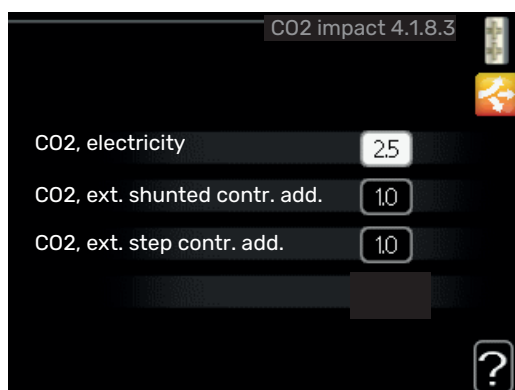 CO2 impact 4.1.8.3
CO2, electricity
2.5
CO2, ext. shunted contr. add.
1.0
CO2, ext. step contr. add.
1.0
?